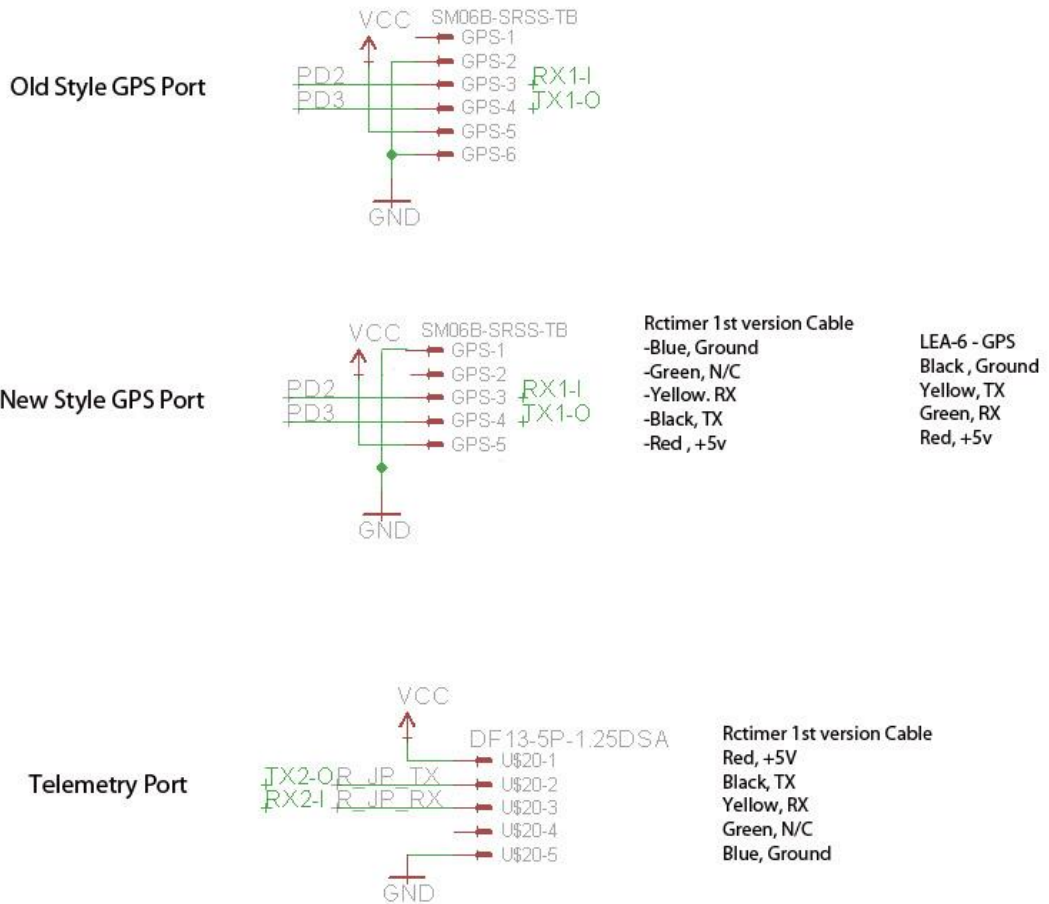 VCC SM06B-SRSS-TB
GPS-1
GPS-2
Old Style GPS Port
PD2 GPS-3 RX1-I
PD3 GPS-4 TX1-O
GPS-5
GPS-6
GND
VCC SM06B-SRSS-TB
GPS-1
GPS-2
New Style GPS Port
PD2 GPS-3 RX1-I
PD3 GPS-4 TX1-O
GPS-5
GND
Rctimer 1st version Cable
-Blue, Ground
-Green, N/C
-Yellow. RX
-Black, TX
-Red , +5v
LEA-6 - GPS
Black , Ground
Yellow, TX
Green, RX
Red, +5v
VCC
DF13-5P-1.25DSA
U$20-1
Telemetry Port
TX2-O R_JP_TX U$20-2
RX2-I R_JP_RX U$20-3
U$20-4
U$20-5
GND
Rctimer 1st version Cable
Red, +5V
Black, TX
Yellow, RX
Green, N/C
Blue, Ground